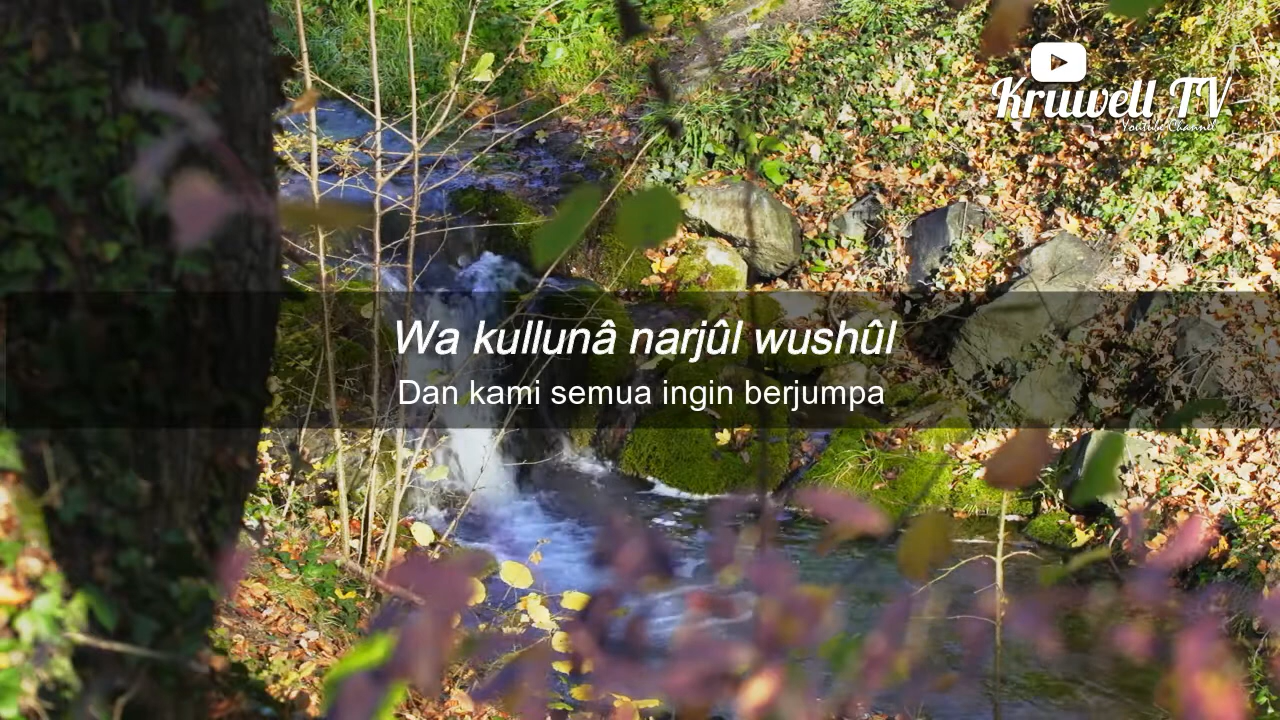 Kruwell TV
Youtube Channel
Wa kullunâ narjûl wushûl
Dan kami semua ingin berjumpa